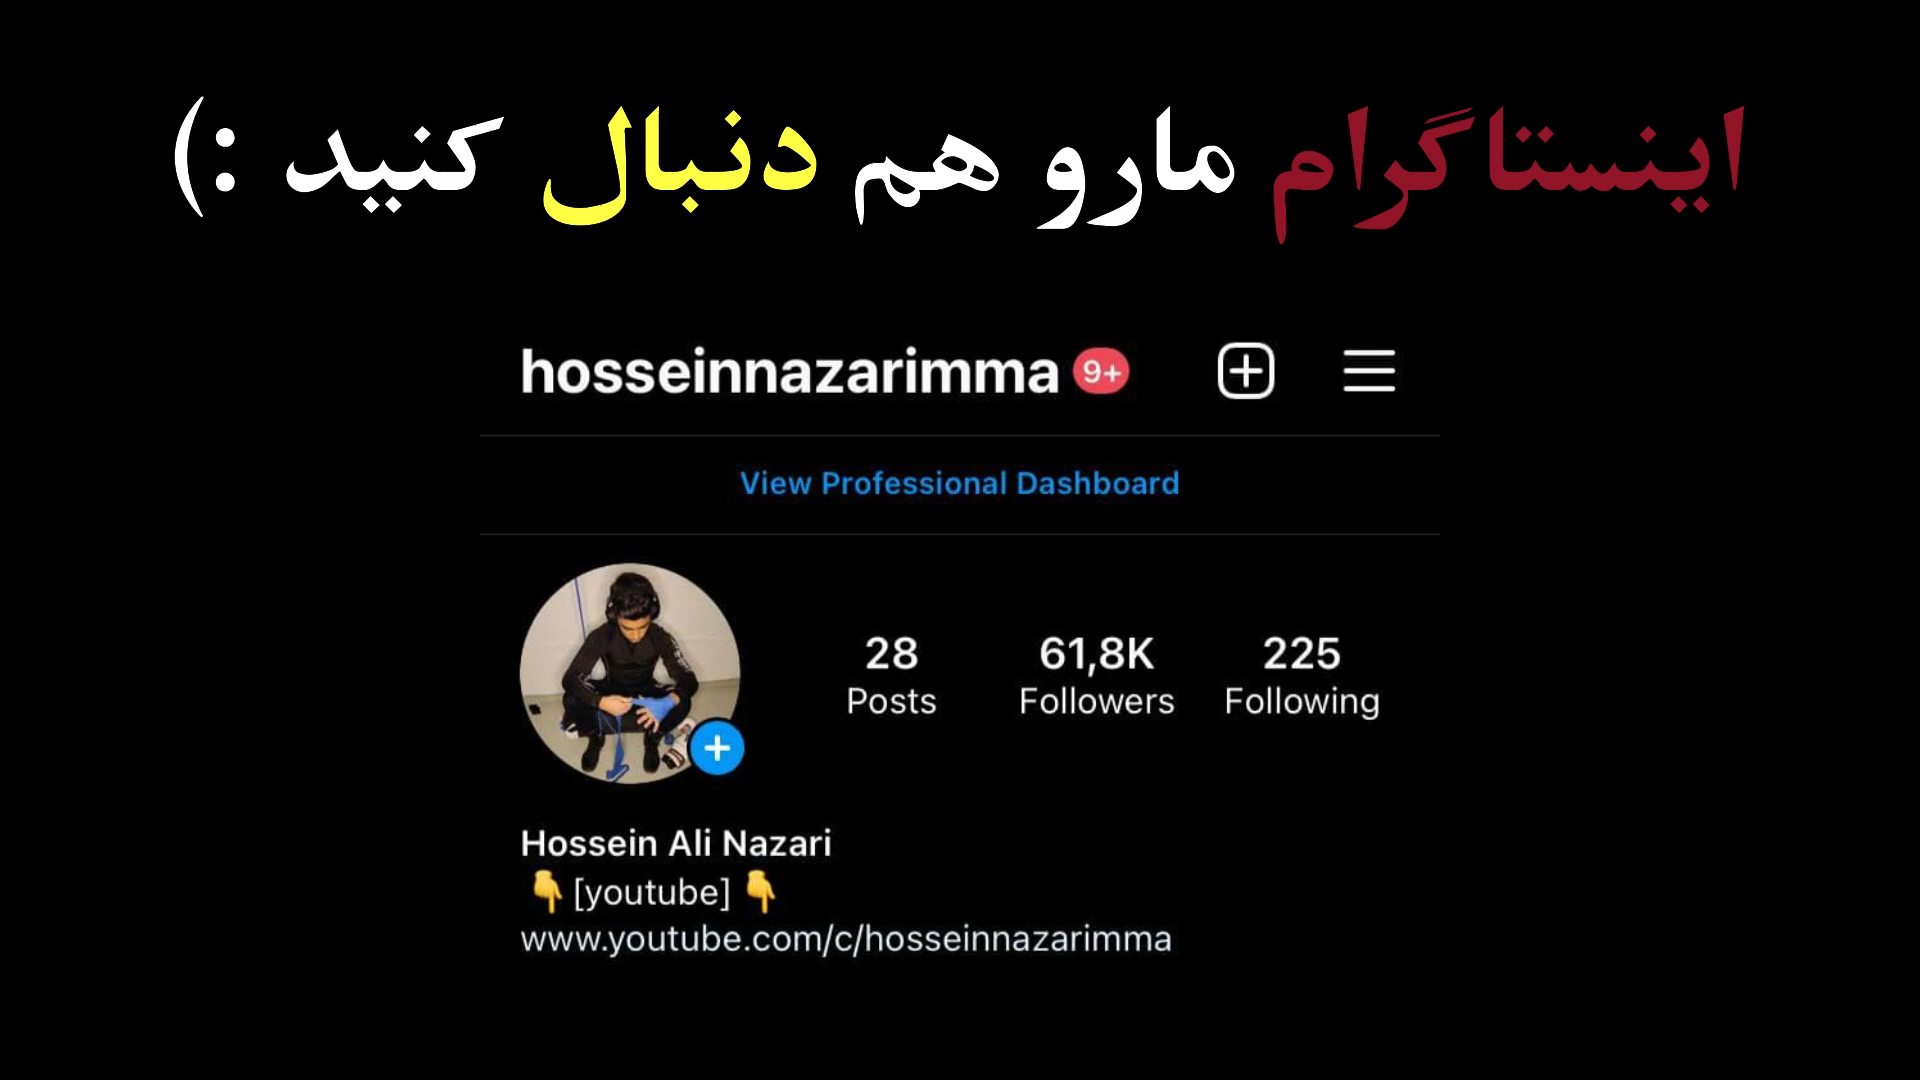 اینستاگرام مارو هم دنبال کنید :)
hosseinnazarimma 9+
View Professional Dashboard
28 61,8K 225
Posts Followers Following
Hossein Ali Nazari
👇[youtube]👇
www.youtube.com/c/hosseinnazarimma